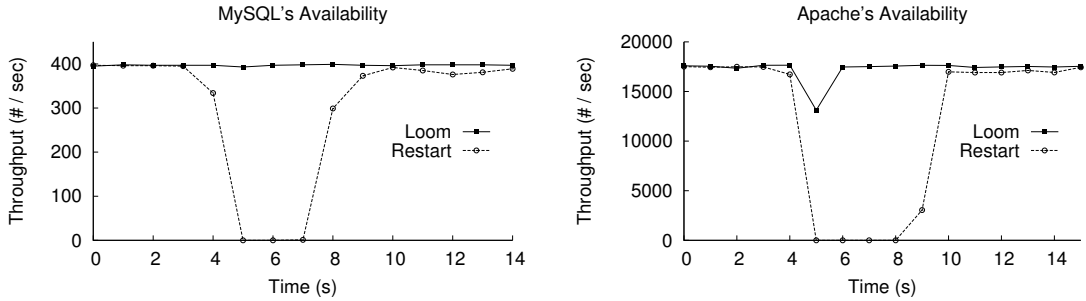 MySQL's Availability
Throughput (# / sec)
400
300
200
100
0
Loom
Restart
0 2 4 6 8 10 12 14
Time (s)
Apache's Availability
Throughput (# / sec)
20000
15000
10000
5000
0
Loom
Restart
0 2 4 6 8 10 12 14
Time (s)